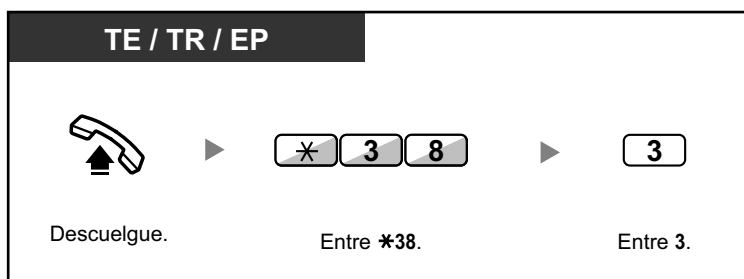 TE / TR / EP
* 3 8 3
Descuelgue. Entre *38. Entre 3.